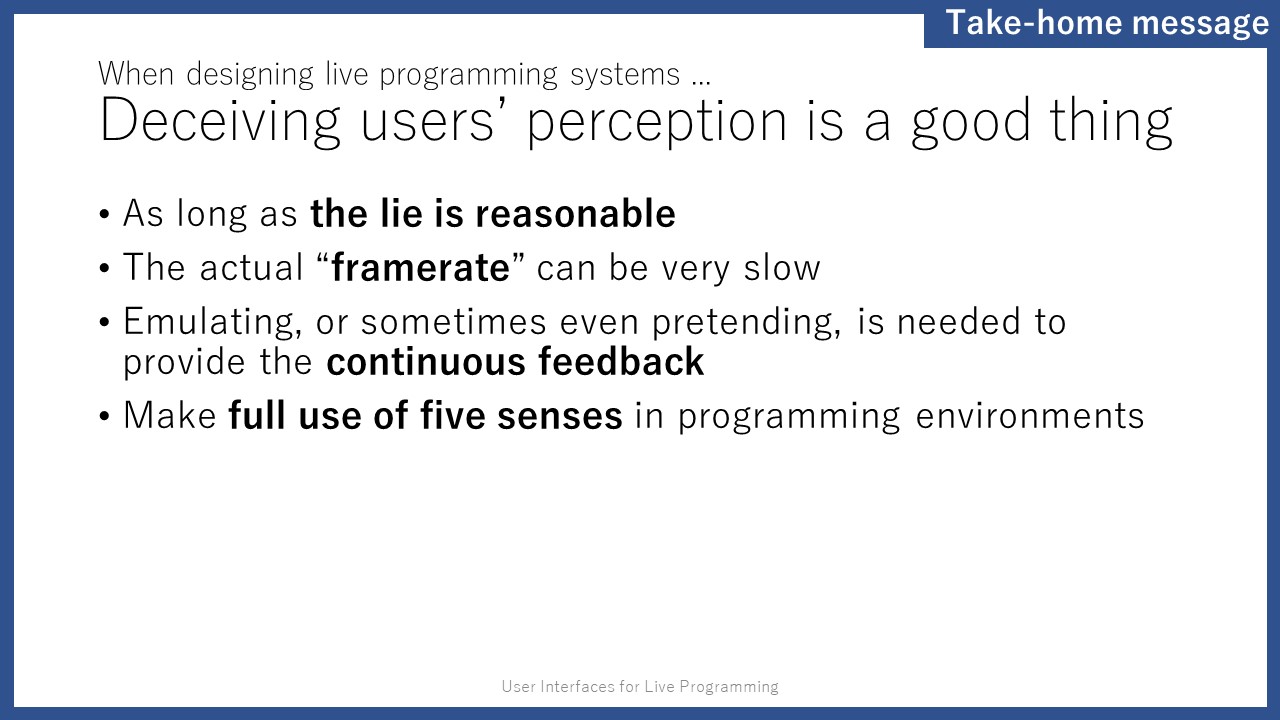 Take-home message
When designing live programming systems ...
Deceiving users’ perception is a good thing
• As long as the lie is reasonable
• The actual “framerate” can be very slow
• Emulating, or sometimes even pretending, is needed to
provide the continuous feedback
• Make full use of five senses in programming environments
User Interfaces for Live Programming